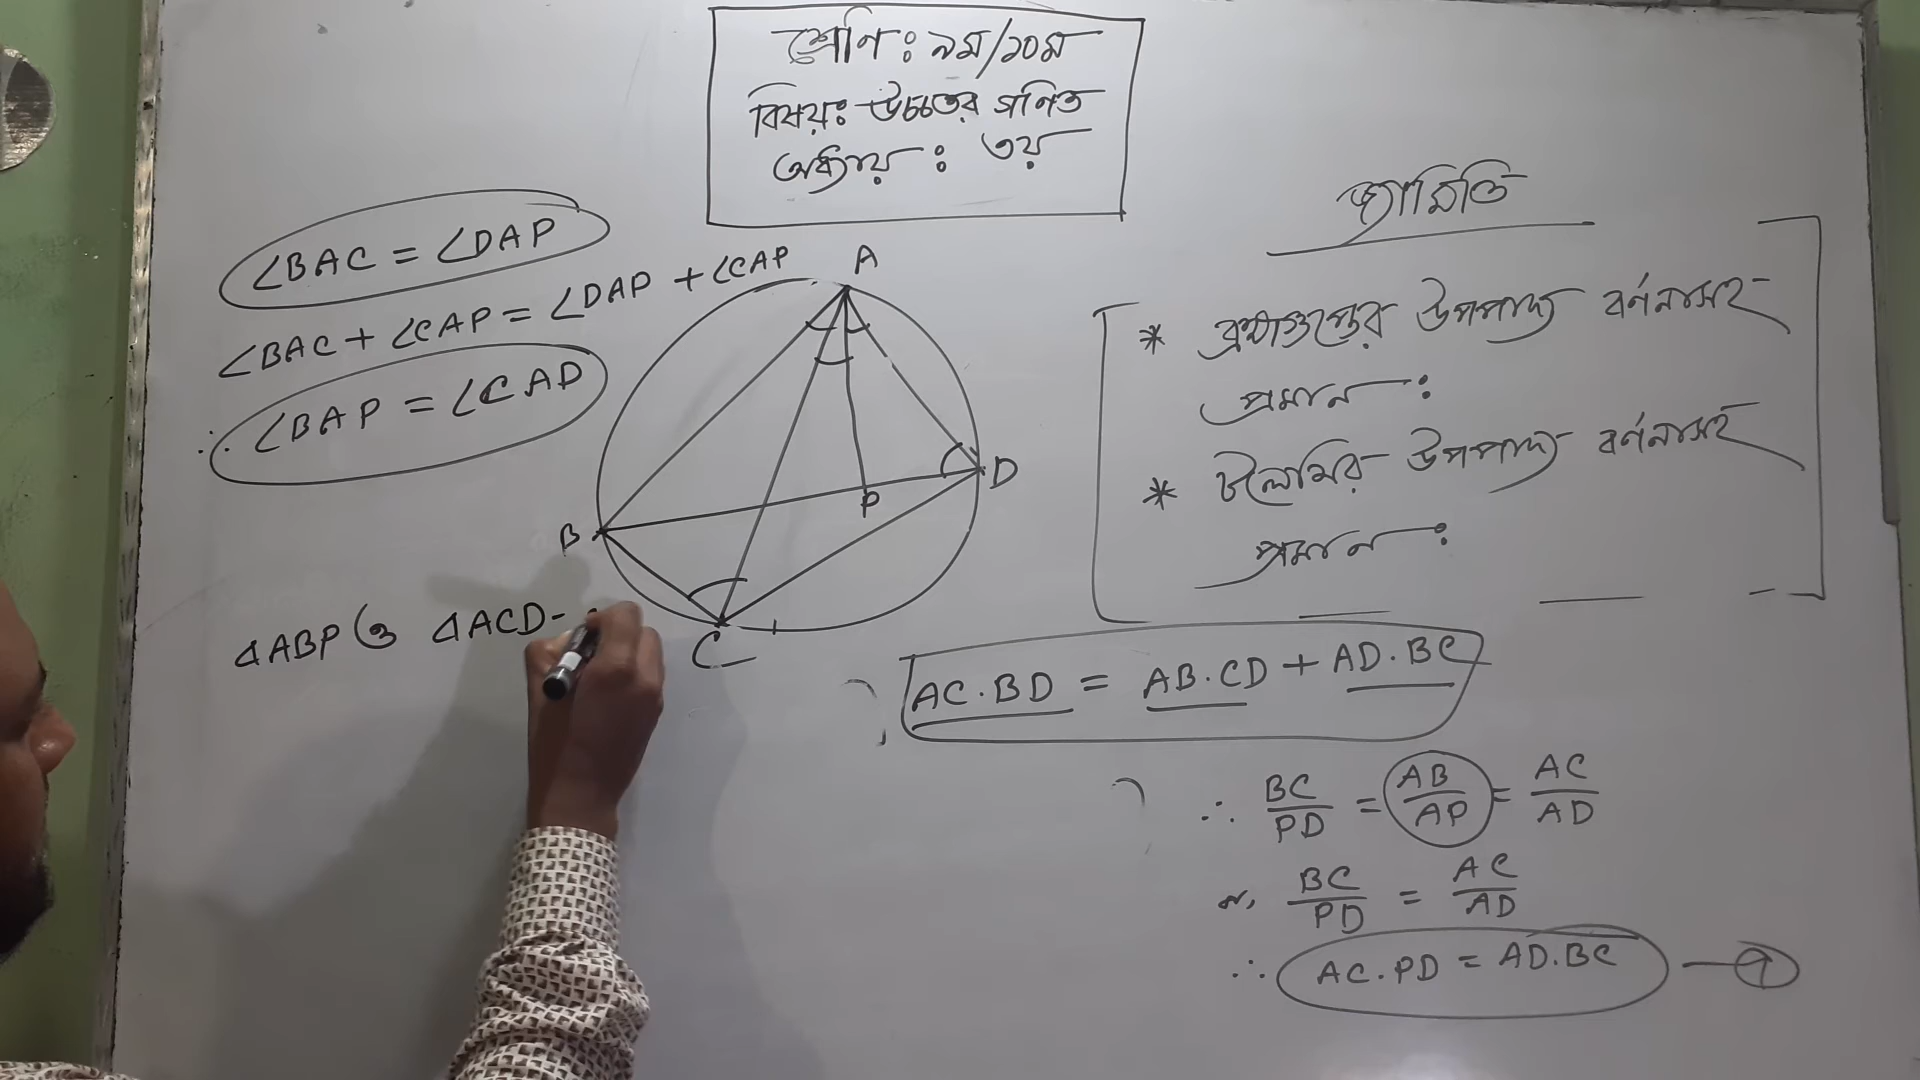 শ্রেণি : ৯ম/১০ম
বিষয়ঃ উচ্চতর গণিত
অধ্যায় : ৩য়
জ্যামিতি
* ব্রহ্মগুপ্তের উপপাদ্য বর্ণনাসহ
প্রমান :
* টলেমির উপপাদ্য বর্ণনাসহ
প্রমান :
∠BAC = ∠DAP
∠BAC + ∠CAP = ∠DAP + ∠CAP
∴ ∠BAP = ∠CAD
A
B
C
D
P
ΔABP ও ΔACD-
AC.BD = AB.CD + AD.BC
∴ BC/PD = AB/AP = AC/AD
বা, BC/PD = AC/AD
∴ AC.PD = AD.BC